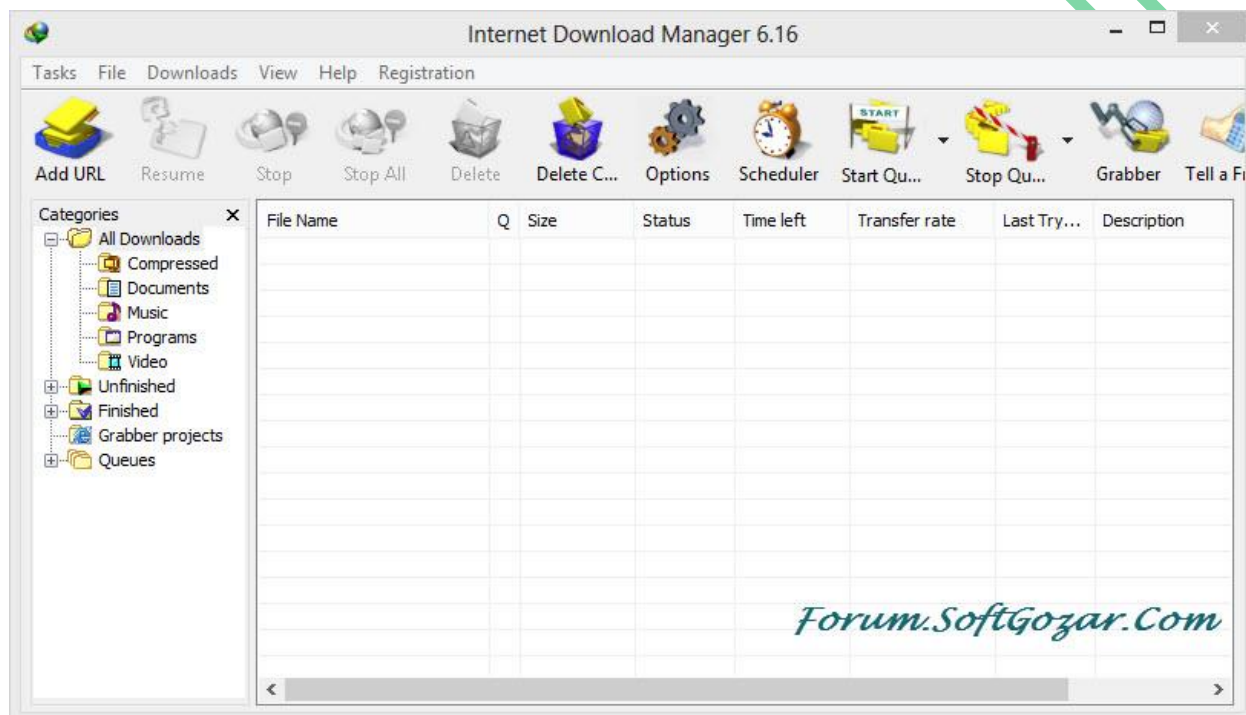 Internet Download Manager 6.16
Tasks File Downloads View Help Registration
START
Add URL Resume Stop Stop All Delete Delete C... Options Scheduler Start Qu... Stop Qu... Grabber Tell a Fr
Categories
File Name Q Size Status Time left Transfer rate Last Try... Description
All Downloads
Compressed
Documents
Music
Programs
Video
Unfinished
Finished
Grabber projects
Queues
Forum.SoftGozar.Com